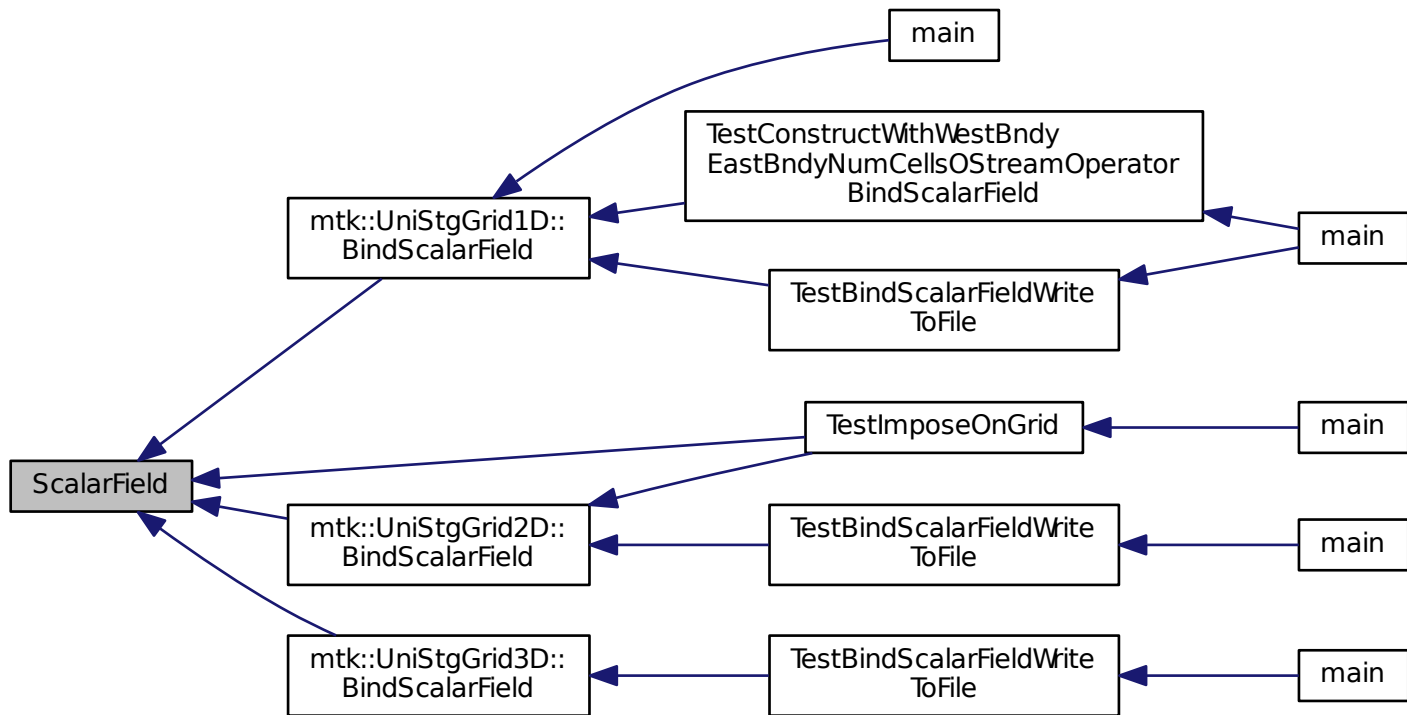 main
TestConstructWithWestBndy
EastBndyNumCellsOStreamOperator
BindScalarField
mtk::UniStgGrid1D::
BindScalarField
main
TestBindScalarFieldWrite
ToFile
TestImposeOnGrid
main
ScalarField
mtk::UniStgGrid2D::
BindScalarField
TestBindScalarFieldWrite
ToFile
main
mtk::UniStgGrid3D::
BindScalarField
TestBindScalarFieldWrite
ToFile
main